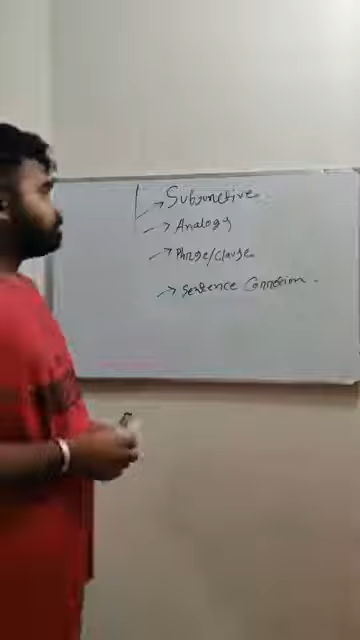 → Subjunctive
→ Analogy
→ Phrase/Clause
→ Sentence Correction.